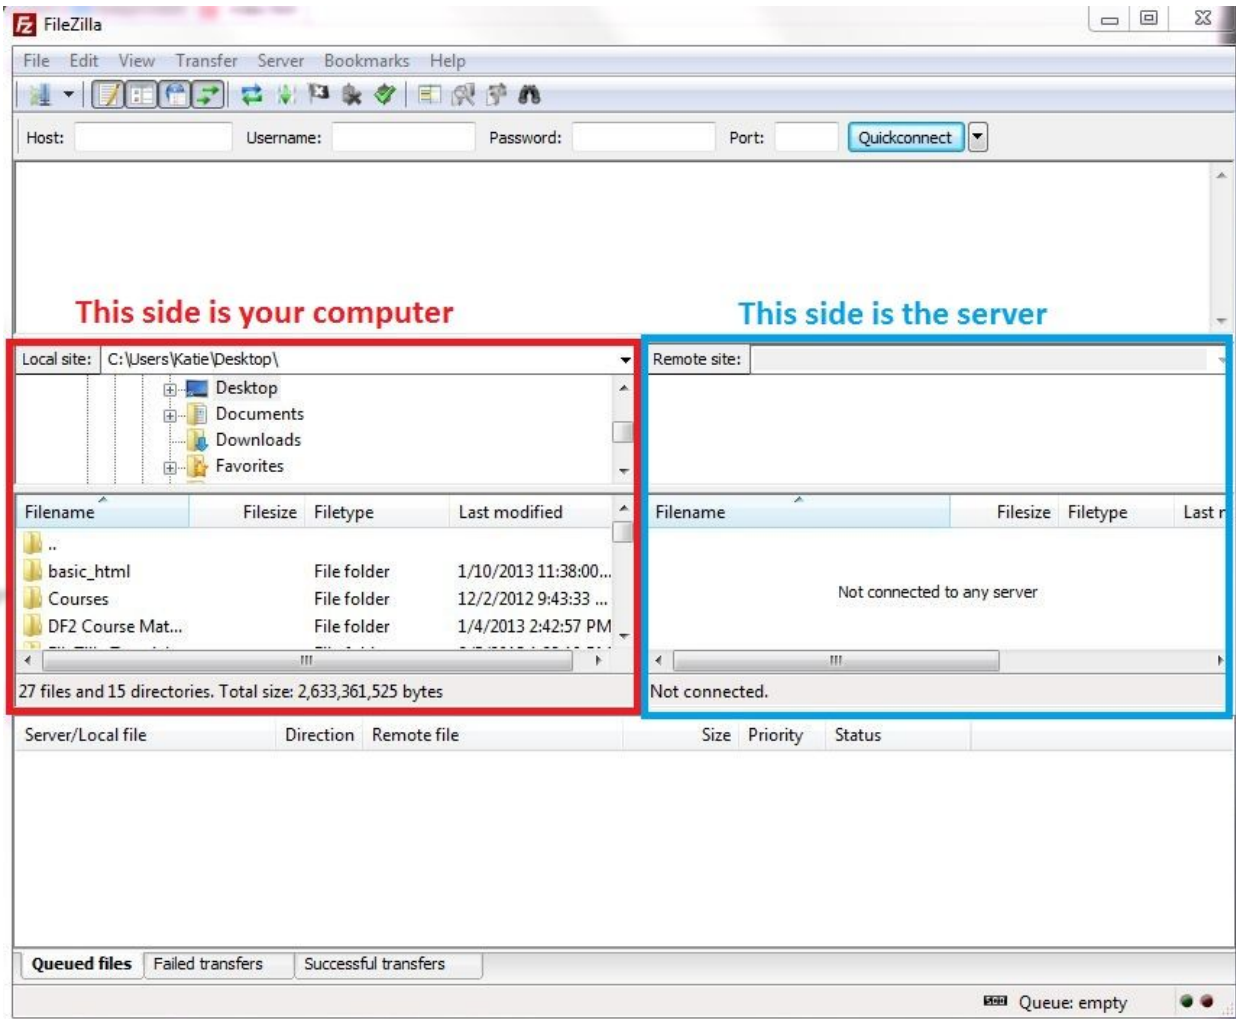 FileZilla
File Edit View Transfer Server Bookmarks Help
Host: Username: Password: Port: Quickconnect
This side is your computer
This side is the server
Local site: C:\Users\Katie\Desktop\
Desktop
Documents
Downloads
Favorites
Filename Filesize Filetype Last modified
..
basic_html File folder 1/10/2013 11:38:00...
Courses File folder 12/2/2012 9:43:33 ...
DF2 Course Mat... File folder 1/4/2013 2:42:57 PM
27 files and 15 directories. Total size: 2,633,361,525 bytes
Remote site:
Filename Filesize Filetype Last
Not connected to any server
Not connected.
Server/Local file Direction Remote file Size Priority Status
Queued files Failed transfers Successful transfers
Queue: empty